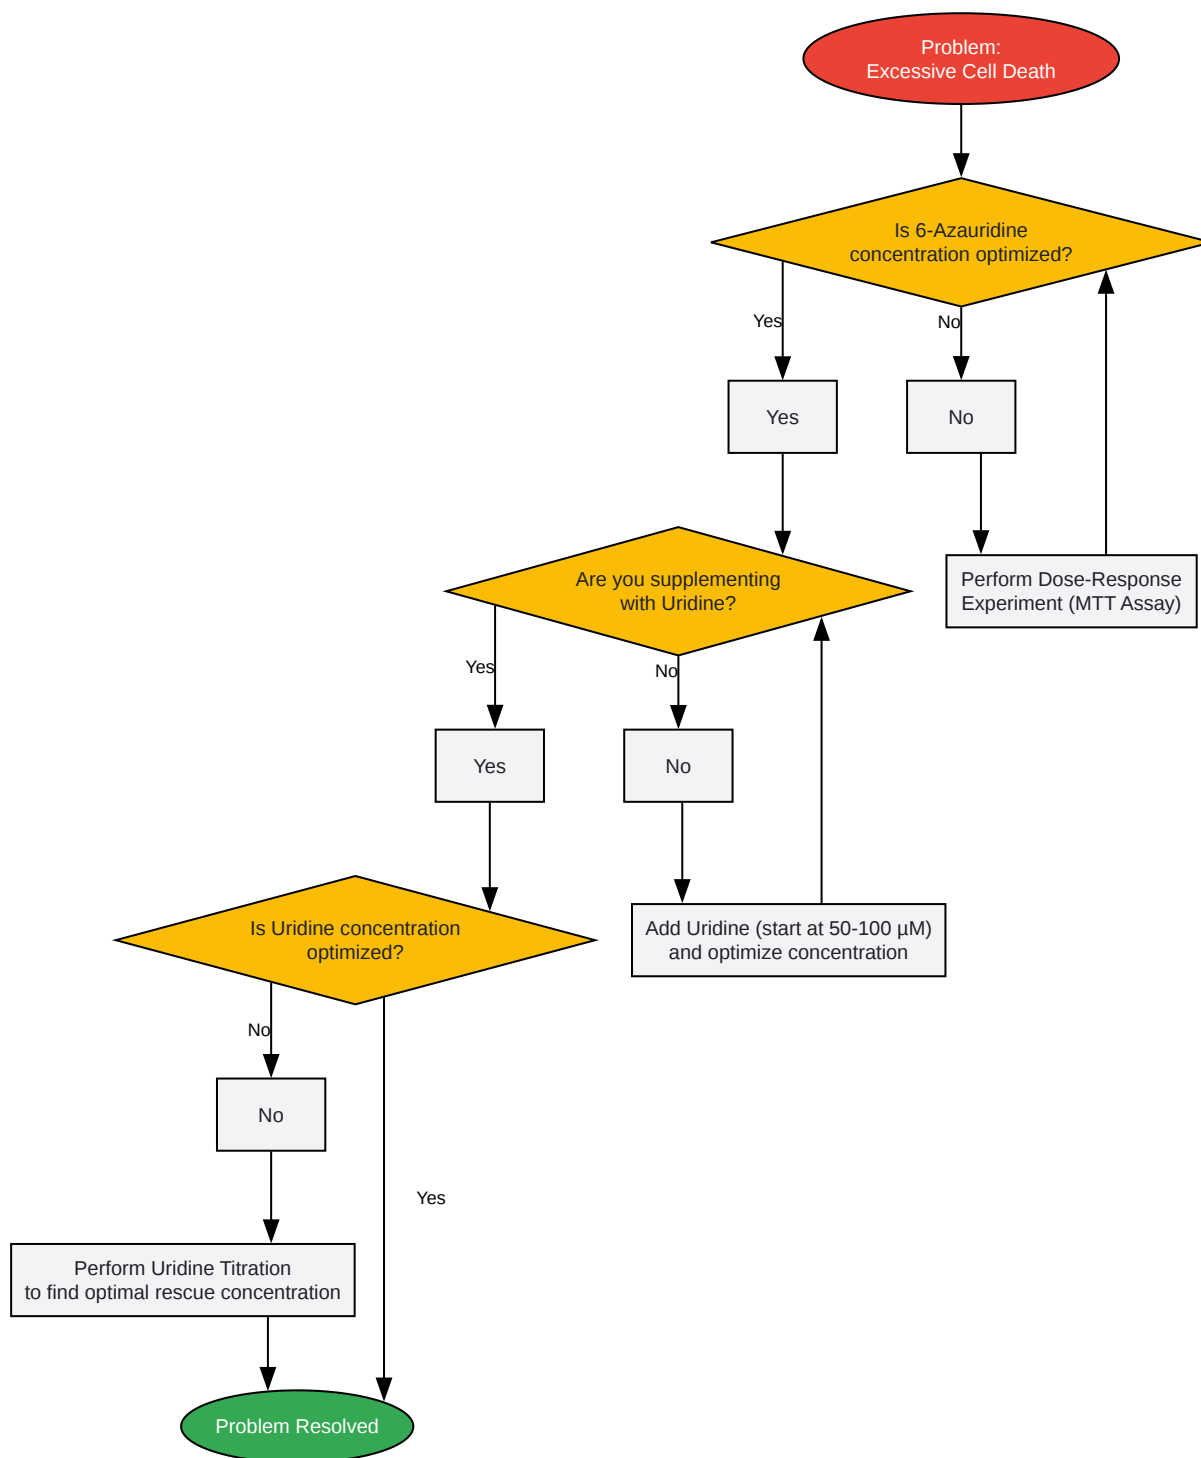 Problem:
Excessive Cell Death
Is 6-Azauridine
concentration optimized?
Yes
No
Yes
No
Are you supplementing
with Uridine?
Perform Dose-Response
Experiment (MTT Assay)
Yes
No
Yes
No
Is Uridine concentration
optimized?
Add Uridine (start at 50-100 µM)
and optimize concentration
No
No
Yes
Perform Uridine Titration
to find optimal rescue concentration
Problem Resolved